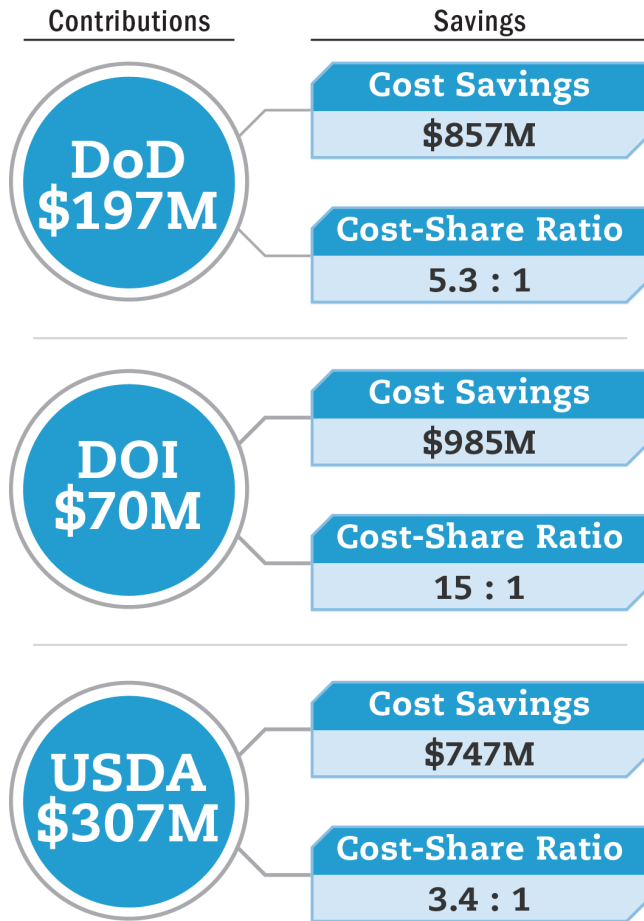 Contributions
Savings
DoD
$197M
Cost Savings
$857M
Cost-Share Ratio
5.3 : 1
DOI
$70M
Cost Savings
$985M
Cost-Share Ratio
15 : 1
USDA
$307M
Cost Savings
$747M
Cost-Share Ratio
3.4 : 1